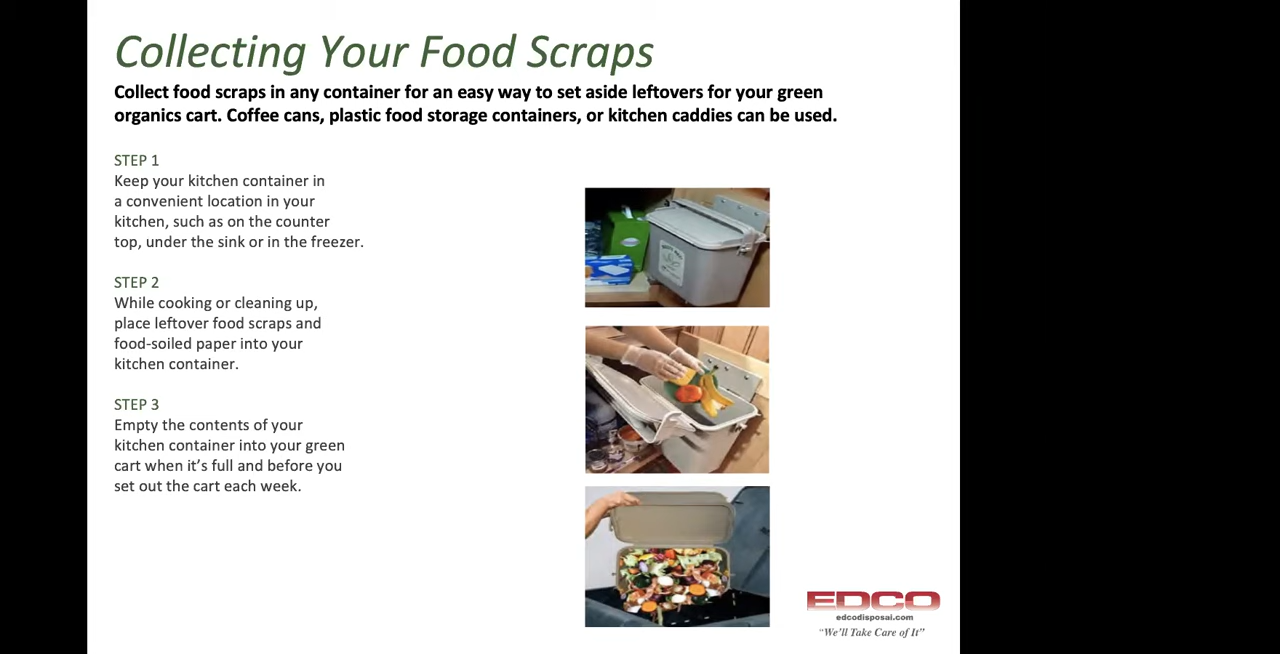 Collecting Your Food Scraps
Collect food scraps in any container for an easy way to set aside leftovers for your green
organics cart. Coffee cans, plastic food storage containers, or kitchen caddies can be used.
STEP 1
Keep your kitchen container in
a convenient location in your
kitchen, such as on the counter
top, under the sink or in the freezer.
STEP 2
While cooking or cleaning up,
place leftover food scraps and
food-soiled paper into your
kitchen container.
STEP 3
Empty the contents of your
kitchen container into your green
cart when it’s full and before you
set out the cart each week.
EDCO
edcodisposal.com
“We’ll Take Care of It”